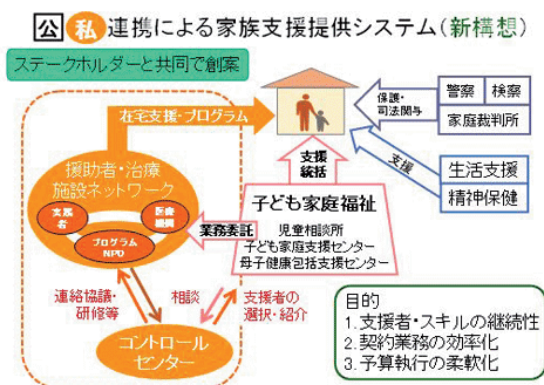 公 私 連携による家族支援提供システム(新構想)
ステークホルダーと共同で創案
在宅支援・プログラム
援助者・治療
施設ネットワーク
支援
者
医療
機関
プログラム
NPO
連絡協議・
研修等
相談
支援者の
選択・紹介
コントロール
センター
業務委託
支援
統括
子ども家庭福祉
児童相談所
子ども家庭支援センター
母子健康包括支援センター
保護・
司法関与
警察
検察
家庭裁判所
支援
生活支援
精神保健
目的
1. 支援者・スキルの継続性
2. 契約業務の効率化
3. 予算執行の柔軟化